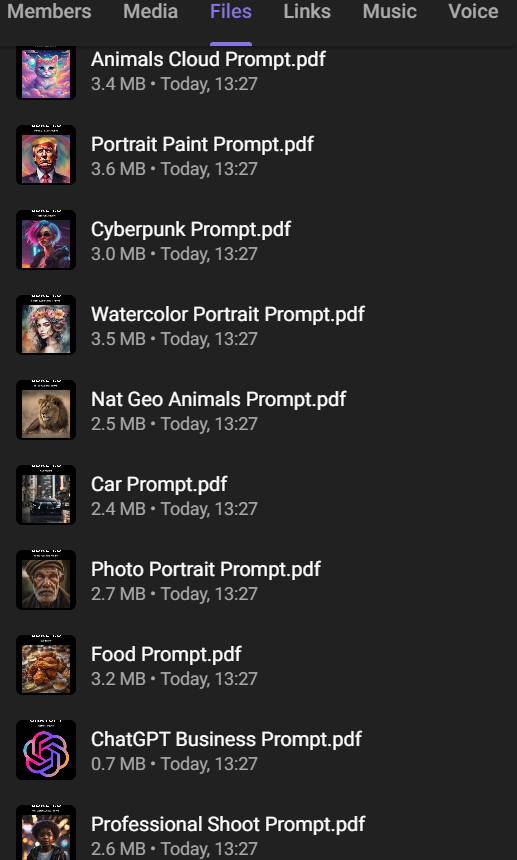 Members Media Files Links Music Voice
Animals Cloud Prompt.pdf
3.4 MB • Today, 13:27
Portrait Paint Prompt.pdf
3.6 MB • Today, 13:27
Cyberpunk Prompt.pdf
3.0 MB • Today, 13:27
Watercolor Portrait Prompt.pdf
3.5 MB • Today, 13:27
Nat Geo Animals Prompt.pdf
2.5 MB • Today, 13:27
Car Prompt.pdf
2.4 MB • Today, 13:27
Photo Portrait Prompt.pdf
2.7 MB • Today, 13:27
Food Prompt.pdf
3.2 MB • Today, 13:27
ChatGPT Business Prompt.pdf
0.7 MB • Today, 13:27
Professional Shoot Prompt.pdf
2.6 MB • Today, 13:27